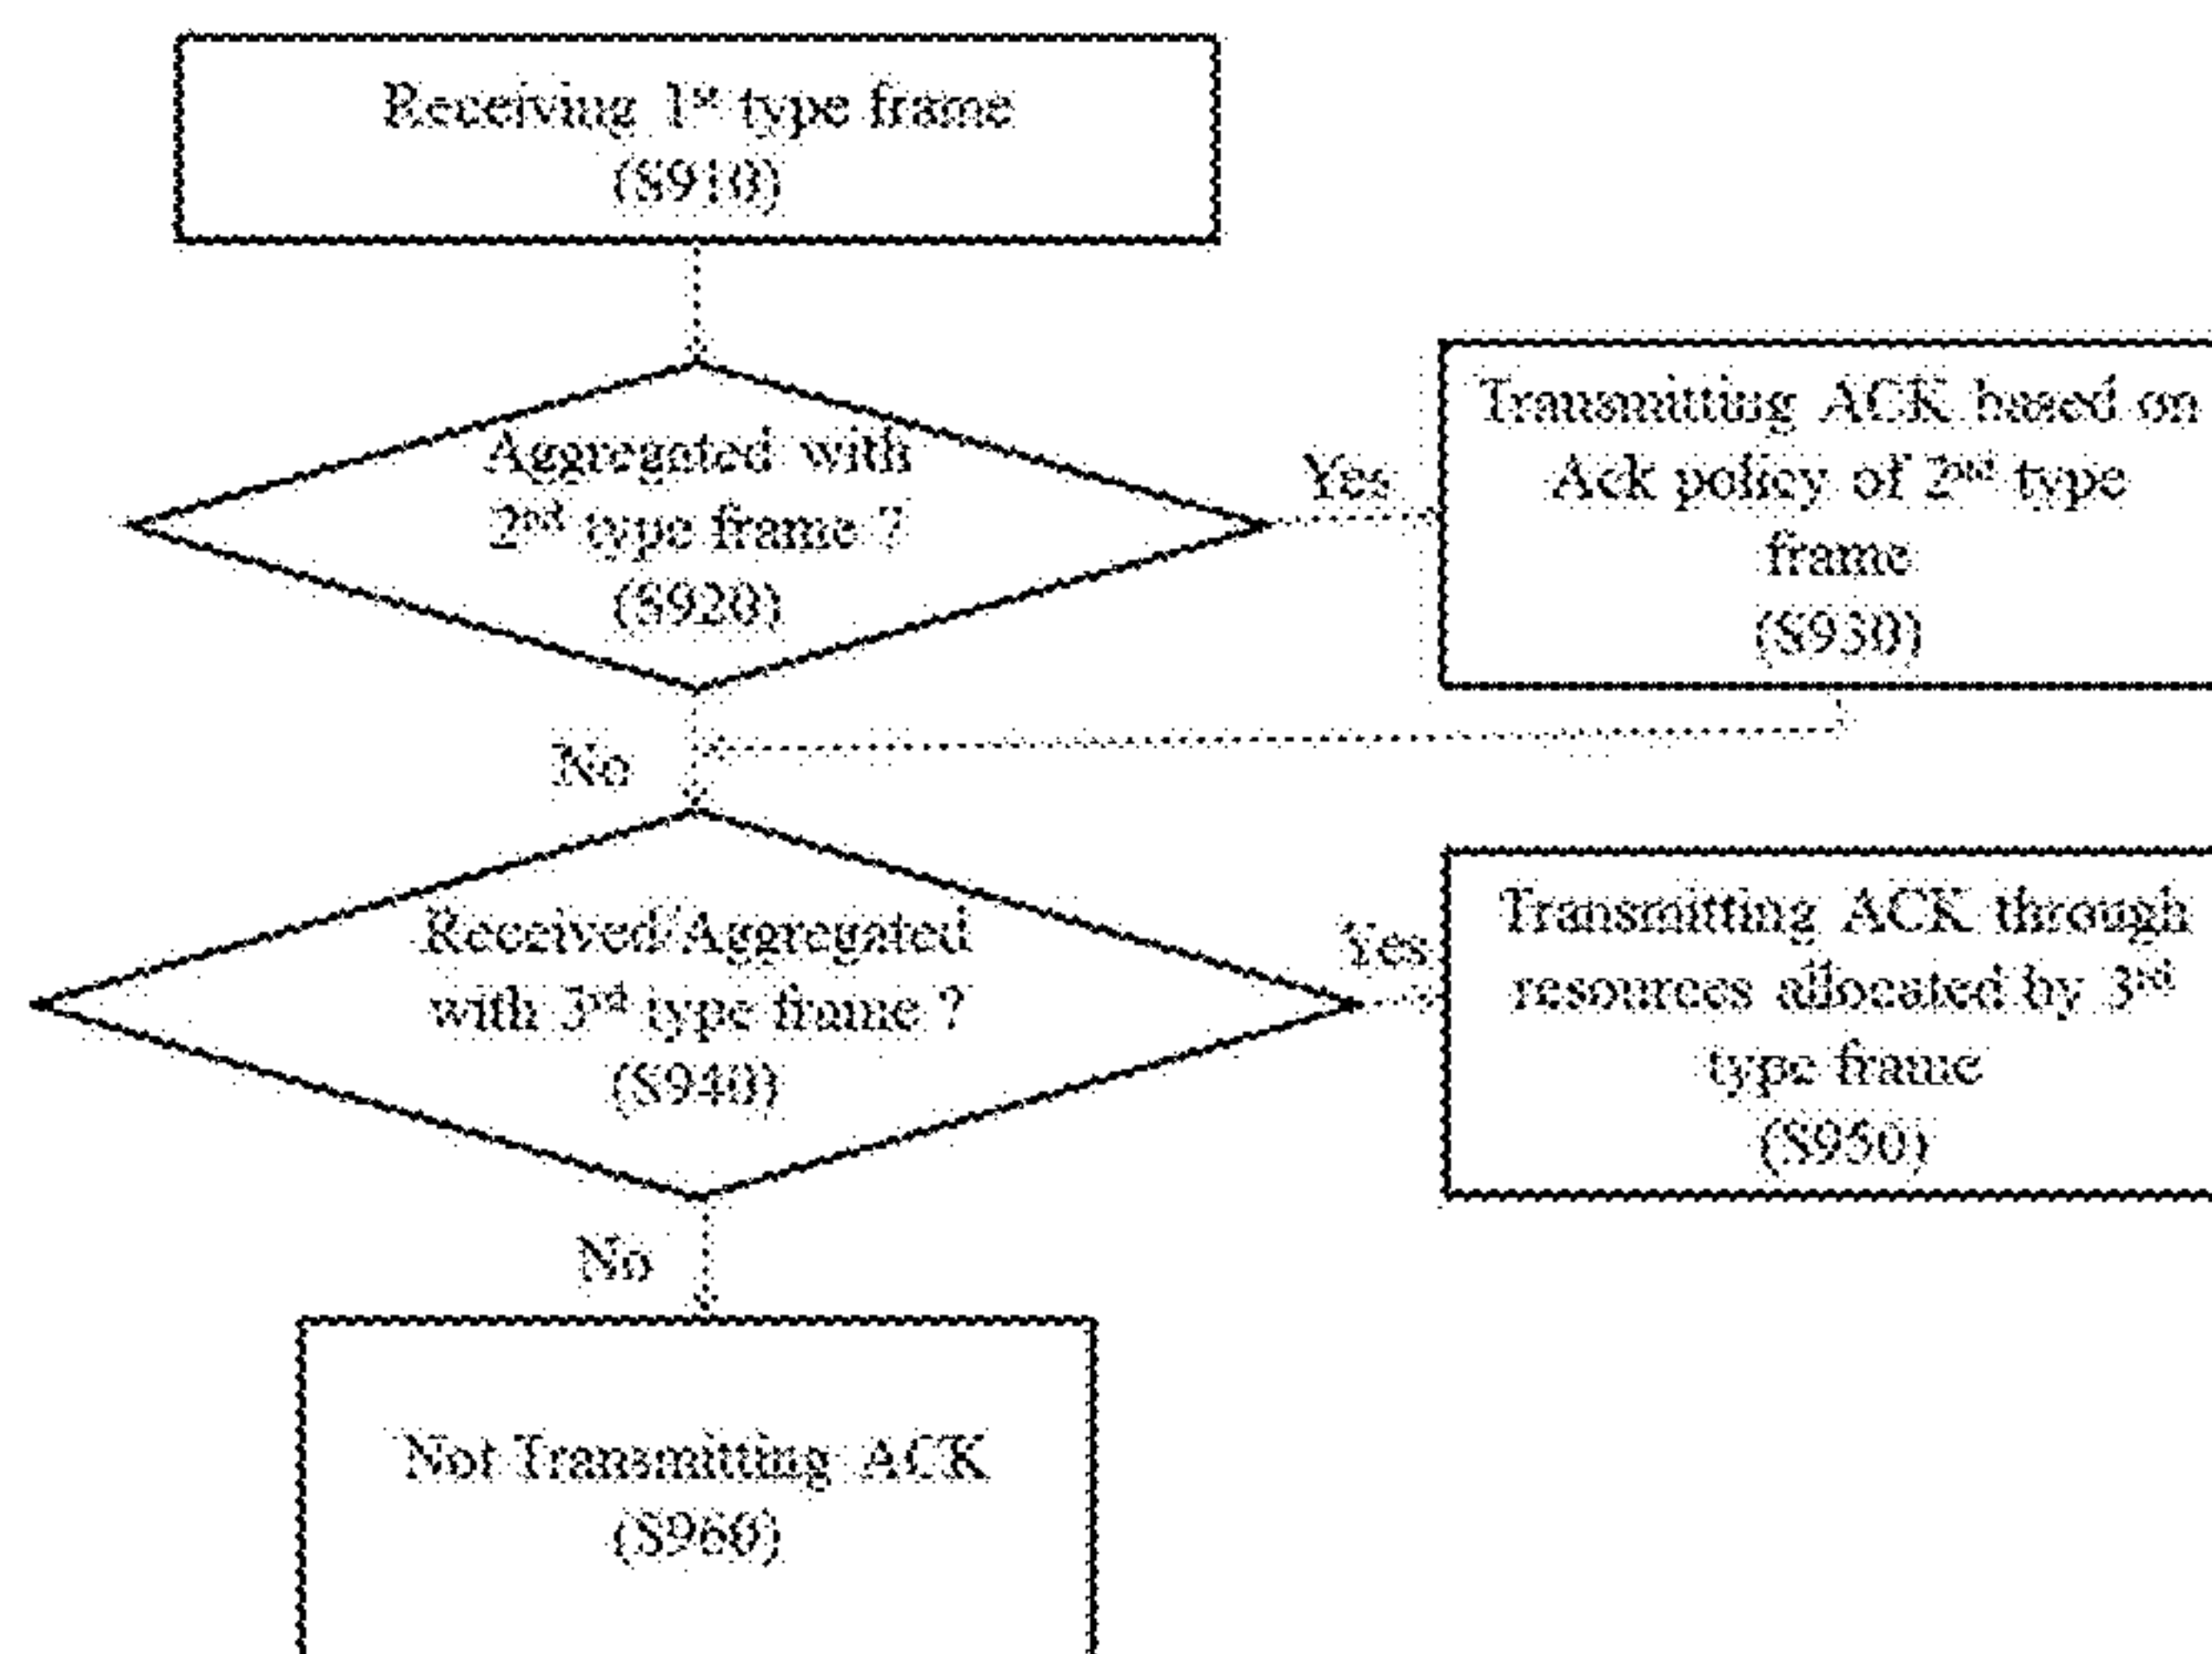 Receiving 1st type frame
(S910)
Aggregated with
2nd type frame ?
(S920)
Yes
Transmitting ACK based on
Ack policy of 2nd type
frame
(S930)
No
Received/Aggregated
with 3rd type frame ?
(S940)
Yes
Transmitting ACK through
resources allocated by 3rd
type frame
(S950)
No
Not Transmitting ACK
(S960)